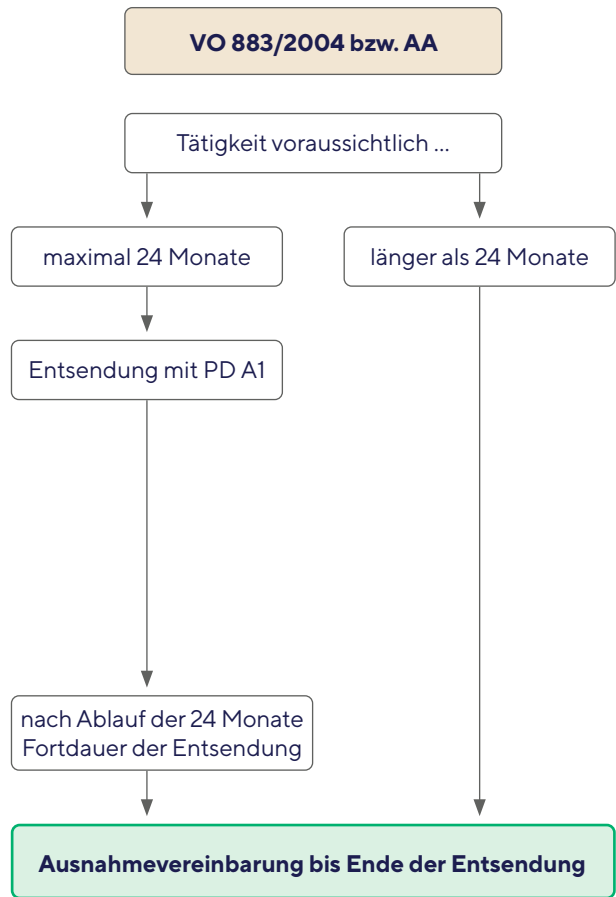 VO 883/2004 bzw. AA
Tätigkeit voraussichtlich ...
maximal 24 Monate
länger als 24 Monate
Entsendung mit PD A1
nach Ablauf der 24 Monate
Fortdauer der Entsendung
Ausnahmevereinbarung bis Ende der Entsendung